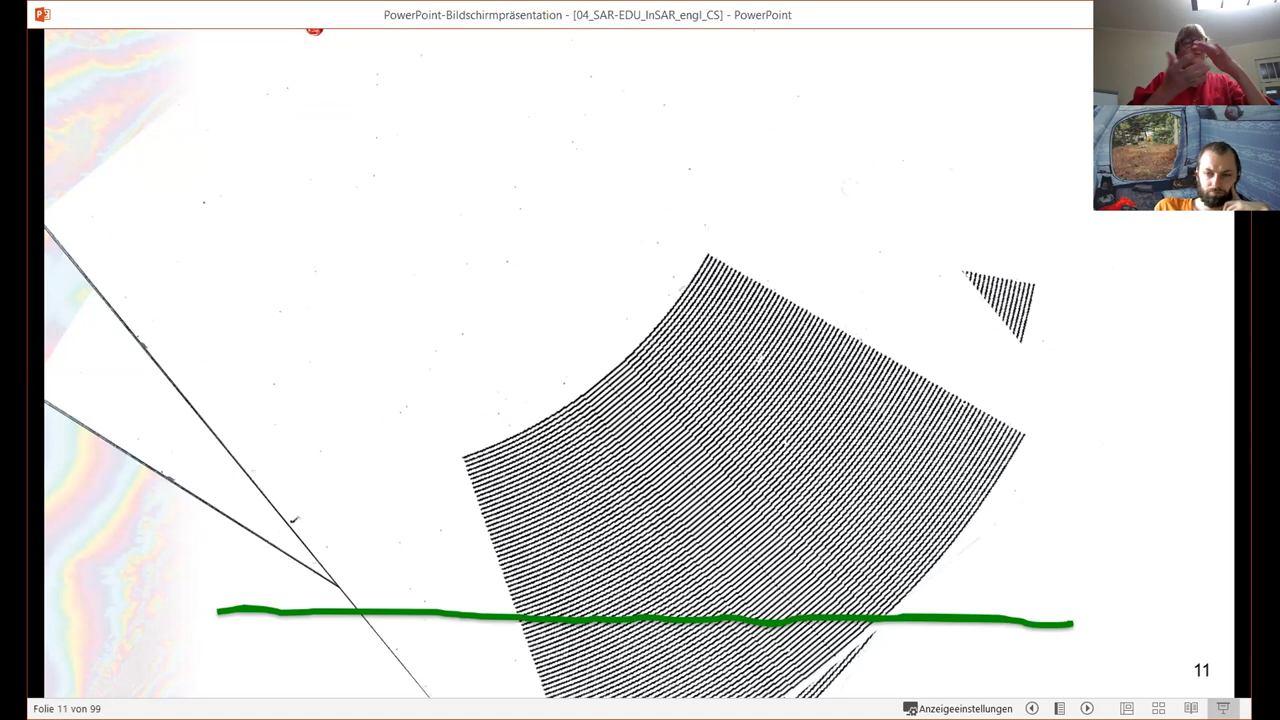 PowerPoint-Bildschirmpräsentation - [04_SAR-EDU_InSAR_engl_CS] - PowerPoint
11
Folie 11 von 99
Anzeigeeinstellungen